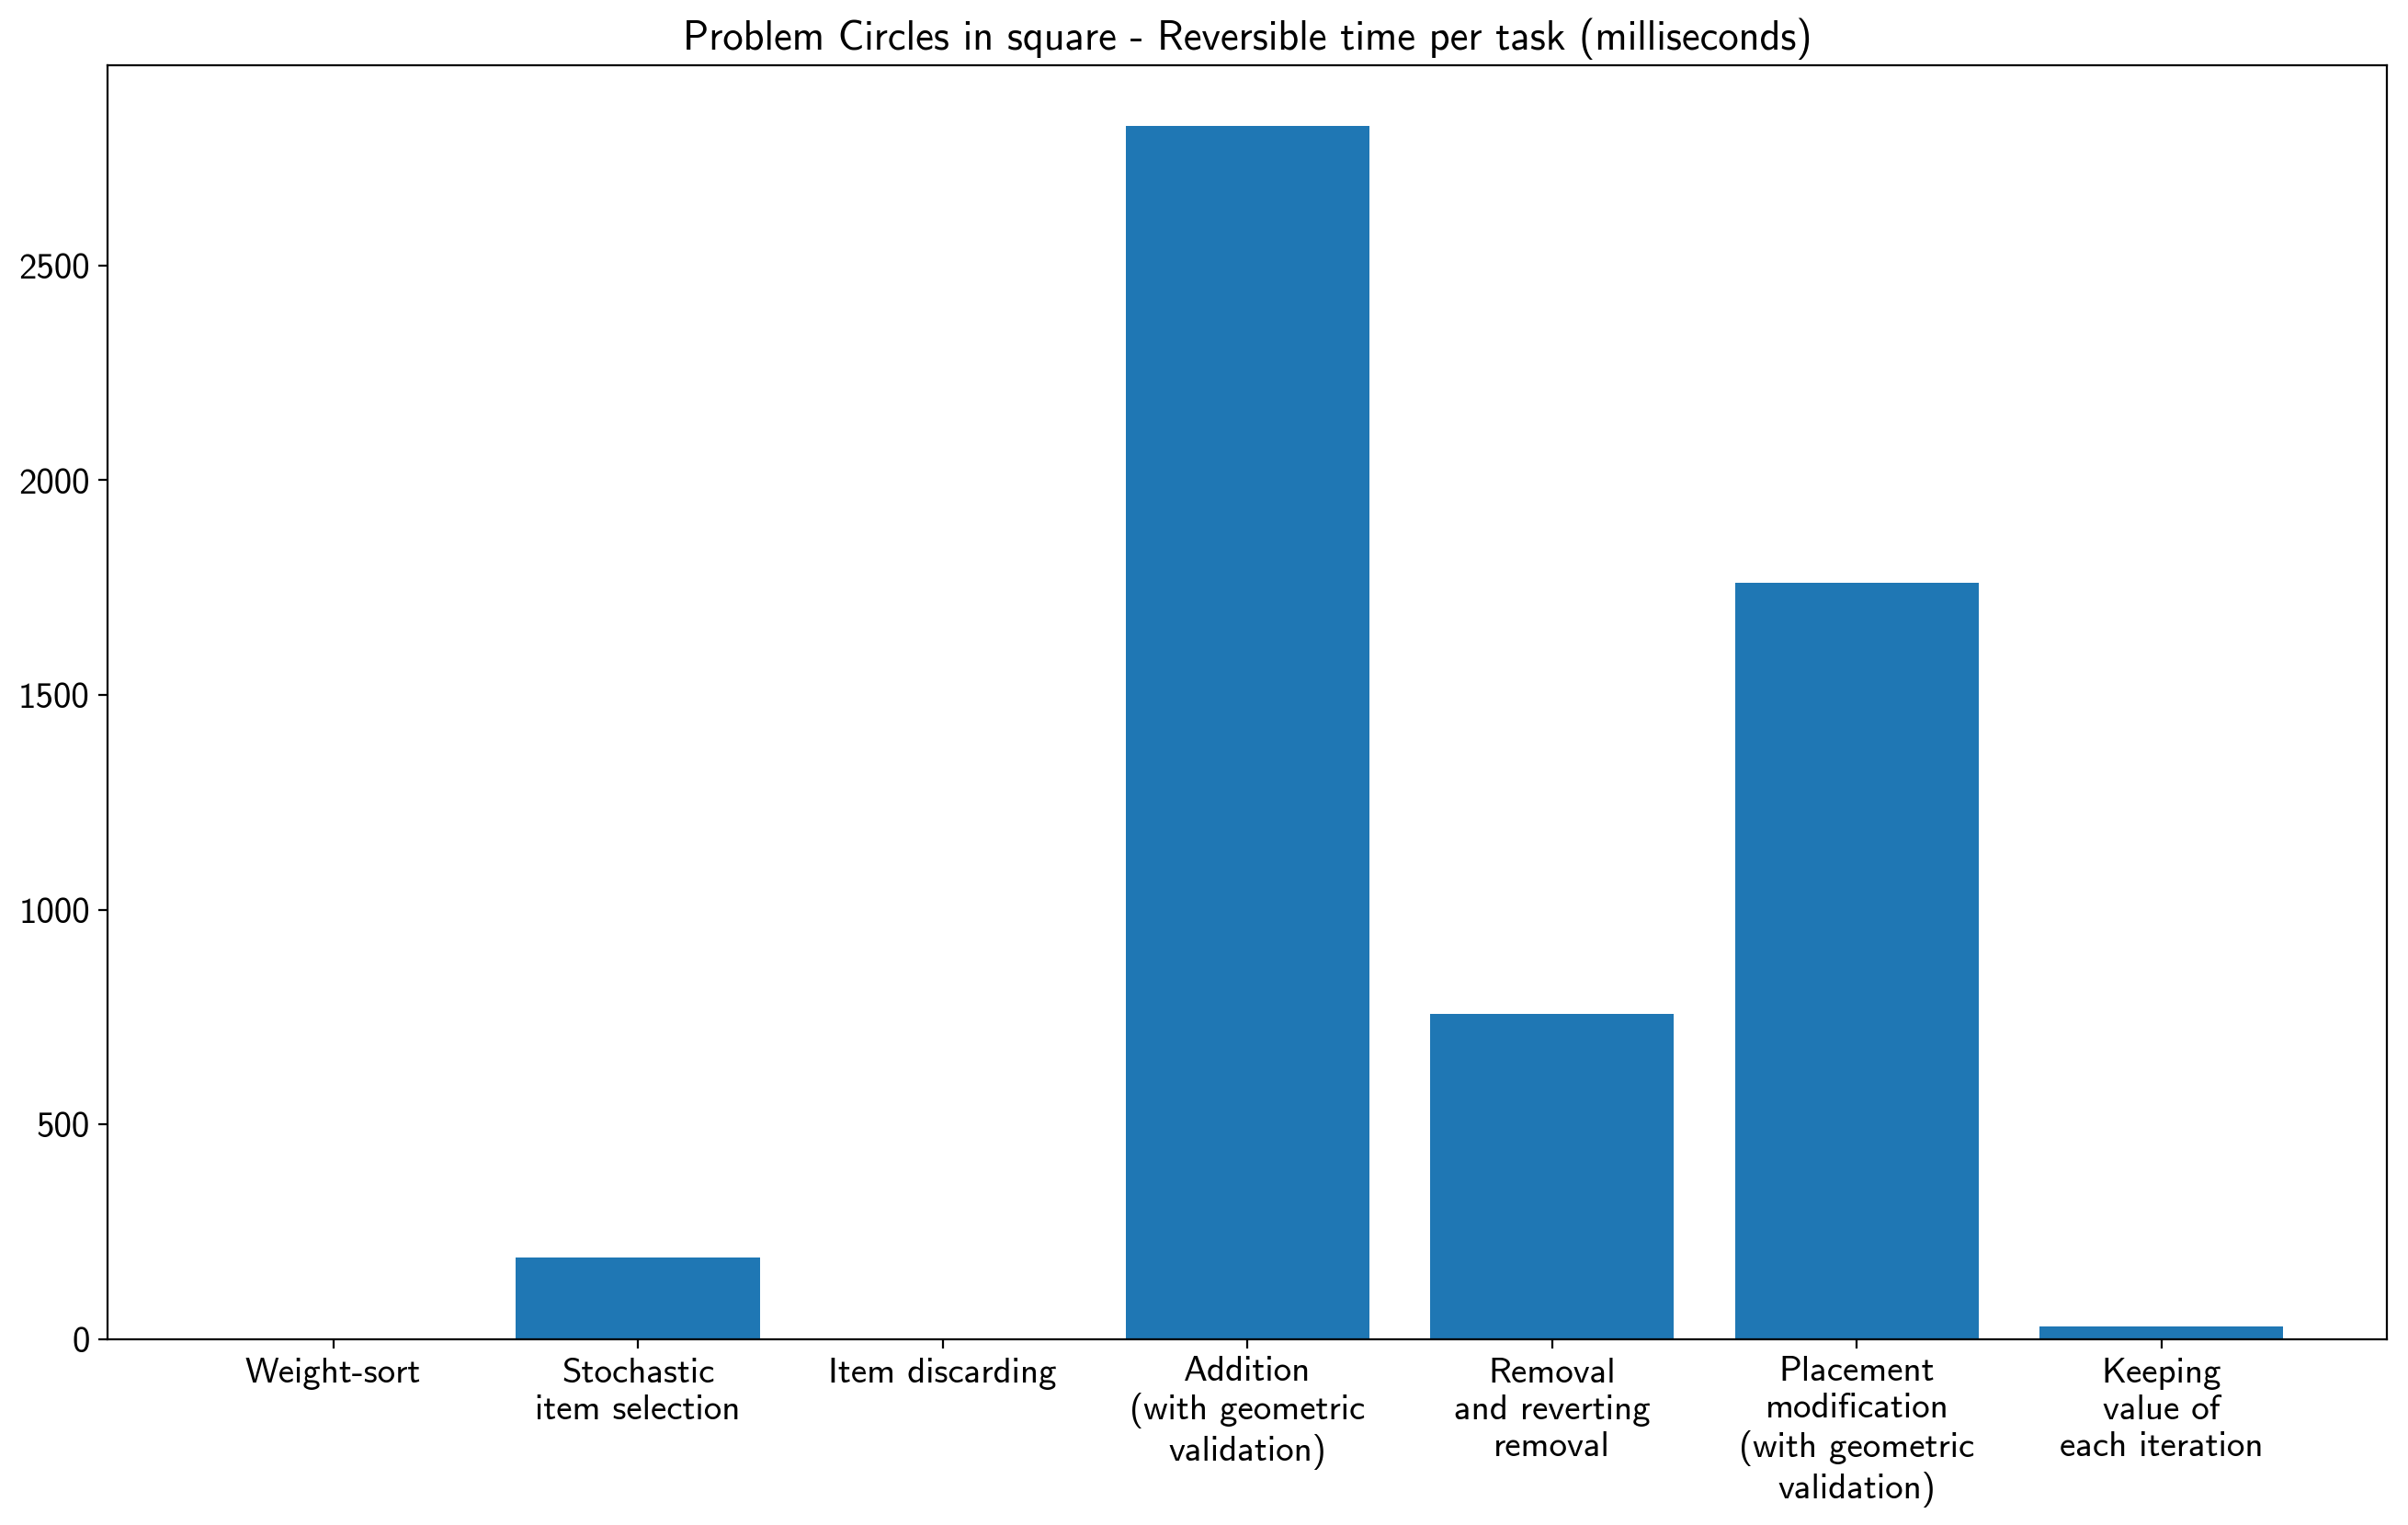 Problem Circles in square - Reversible time per task (milliseconds)
2500
2000
1500
1000
500
0
Weight-sort
Stochastic
item selection
Item discarding
Addition
(with geometric
validation)
Removal
and reverting
removal
Placement
modification
(with geometric
validation)
Keeping
value of
each iteration